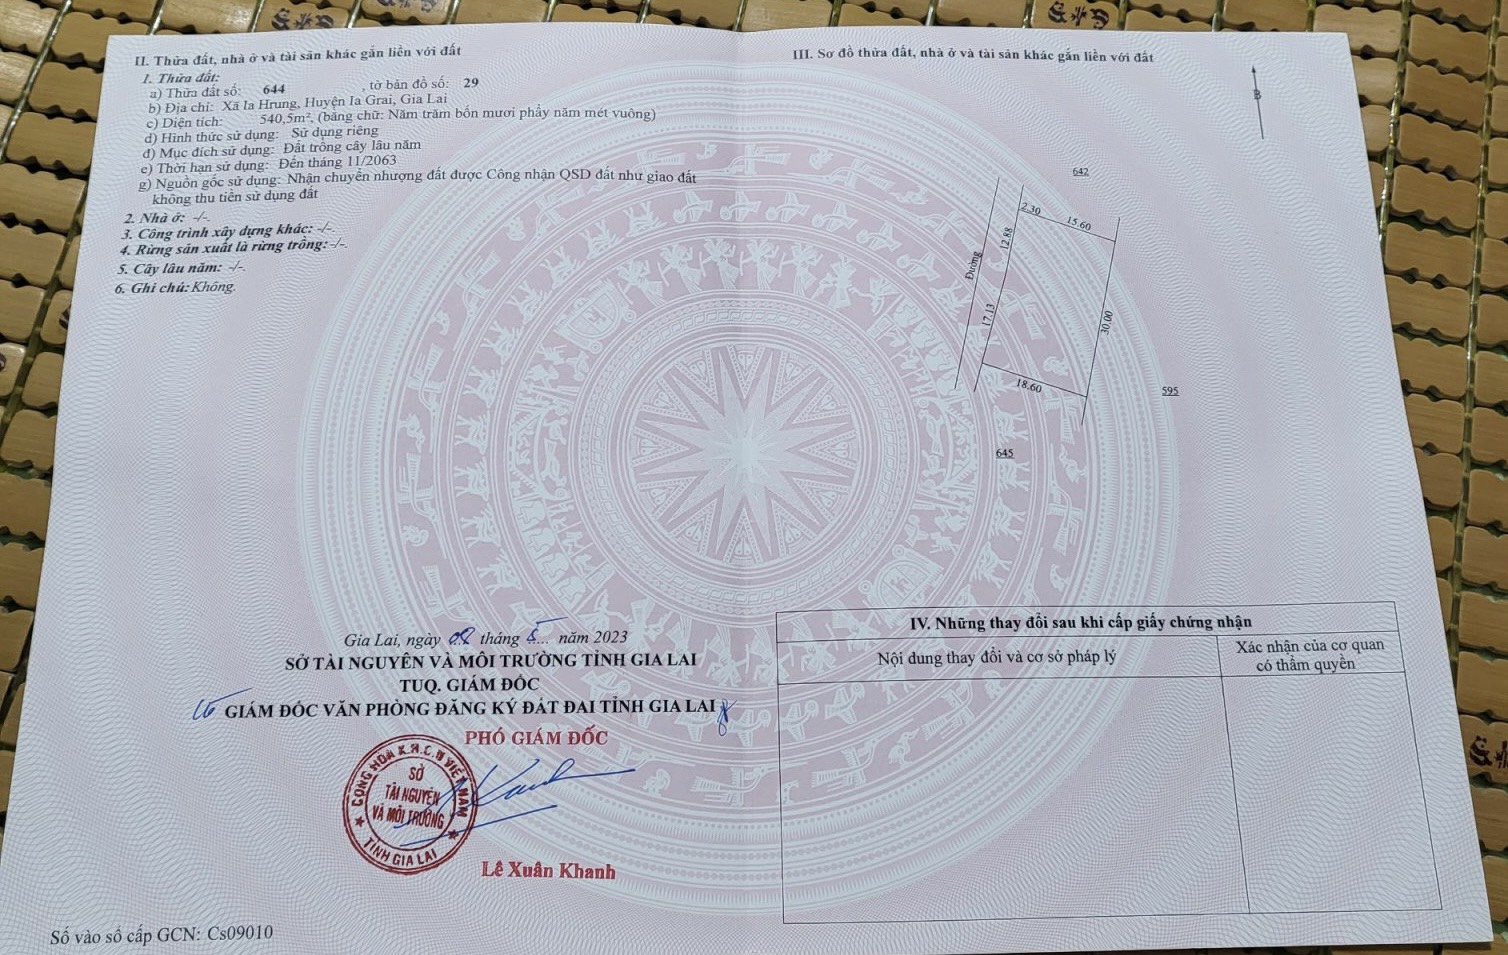 II. Thửa đất, nhà ở và tài sản khác gắn liền với đất
1. Thửa đất:
a) Thửa đất số: 644 , tờ bản đồ số: 29
b) Địa chỉ: Xã Ia Hrung, Huyện Ia Grai, Gia Lai
c) Diện tích: 540,5m², (bằng chữ: Năm trăm bốn mươi phẩy năm mét vuông)
d) Hình thức sử dụng: Sử dụng riêng
đ) Mục đích sử dụng: Đất trồng cây lâu năm
e) Thời hạn sử dụng: Đến tháng 11/2063
g) Nguồn gốc sử dụng: Nhận chuyển nhượng đất được Công nhận QSD đất như giao đất
không thu tiền sử dụng đất
2. Nhà ở: -/-.
3. Công trình xây dựng khác: -/-.
4. Rừng sản xuất là rừng trồng: -/-.
5. Cây lâu năm: -/-.
6. Ghi chú: Không.
III. Sơ đồ thửa đất, nhà ở và tài sản khác gắn liền với đất
B
642
2.30
15.60
12.88
Đường
17.13
30.00
18.60
595
645
Gia Lai, ngày 08 tháng 5 năm 2023
SỞ TÀI NGUYÊN VÀ MÔI TRƯỜNG TỈNH GIA LAI
TUQ. GIÁM ĐỐC
GIÁM ĐỐC VĂN PHÒNG ĐĂNG KÝ ĐẤT ĐAI TỈNH GIA LAI
PHÓ GIÁM ĐỐC
CỘNG HÒA X.H.C.N VIỆT NAM
SỞ
TÀI NGUYÊN
VÀ MÔI TRƯỜNG
TỈNH GIA LAI
Lê Xuân Khanh
IV. Những thay đổi sau khi cấp giấy chứng nhận
Nội dung thay đổi và cơ sở pháp lý
Xác nhận của cơ quan
có thẩm quyền
Số vào sổ cấp GCN: Cs09010